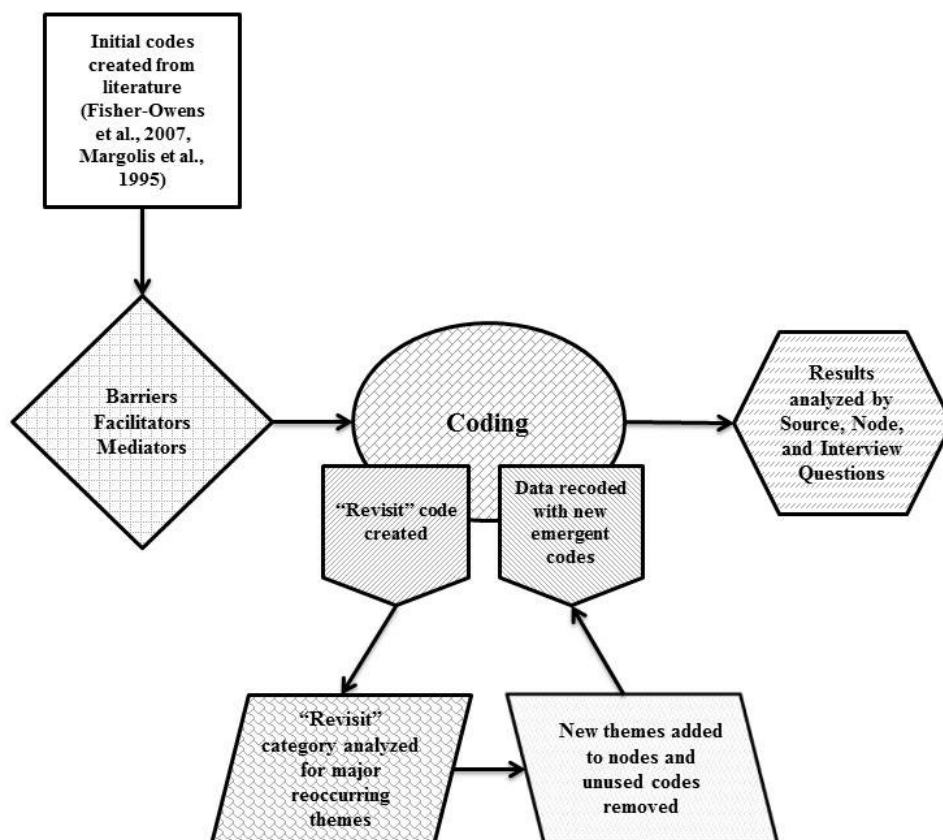 Initial codes
created from
literature
(Fisher-Owens
et al., 2007,
Margolis et al.,
1995)
Barriers
Facilitators
Mediators
Coding
Results
analyzed by
Source, Node,
and Interview
Questions
“Revisit” code
created
Data recoded
with new
emergent
codes
“Revisit”
category analyzed
for major
reoccurring
themes
New themes added
to nodes and
unused codes
removed